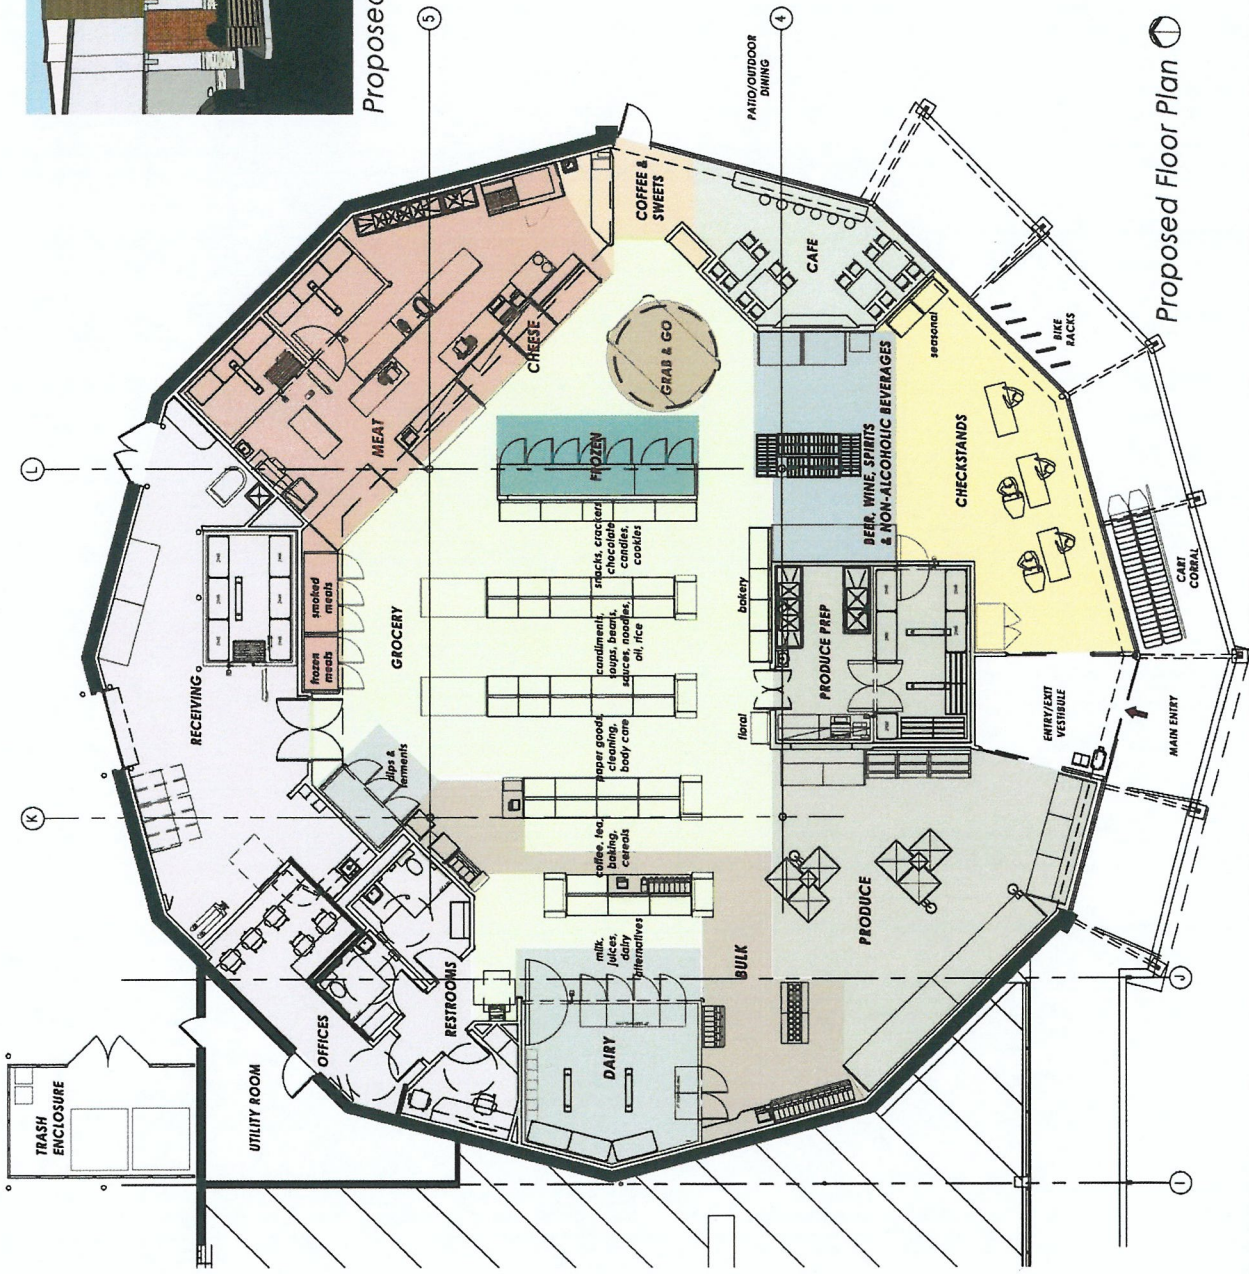 Proposed
5
4
PATIO/OUTDOOR
DINING
Proposed Floor Plan
COFFEE &
SWEETS
CAFE
CHEESE
GRAB & GO
seasonal
BIKE
RACKS
MEAT
L
FROZEN
BEER, WINE, SPIRITS
& NON-ALCOHOLIC BEVERAGES
CHECKSTANDS
snacks, crackers
chocolate
candies,
cookies
CART
CORRAL
smoked
meats
frozen
meats
GROCERY
condiments,
soups, beans,
sauces, noodles,
oil, rice
bakery
PRODUCE PREP
RECEIVING
floral
ENTRY/EXIT
VESTIBULE
MAIN ENTRY
dips &
ferments
paper goods,
cleaning,
body care
K
coffee, tea,
baking,
cereals
PRODUCE
milk,
juices,
dairy
alternatives
BULK
J
RESTROOMS
OFFICES
DAIRY
UTILITY ROOM
TRASH
ENCLOSURE
I